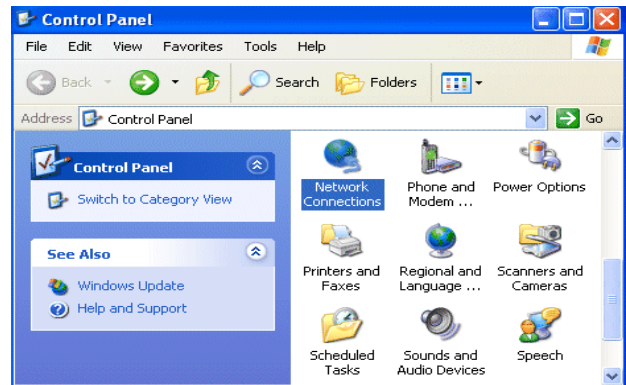 Control Panel
File Edit View Favorites Tools Help
Back Search Folders
Address Control Panel Go
Control Panel
Switch to Category View
See Also
Windows Update
Help and Support
Network
Connections
Phone and
Modem ...
Power Options
Printers and
Faxes
Regional and
Language ...
Scanners and
Cameras
Scheduled
Tasks
Sounds and
Audio Devices
Speech